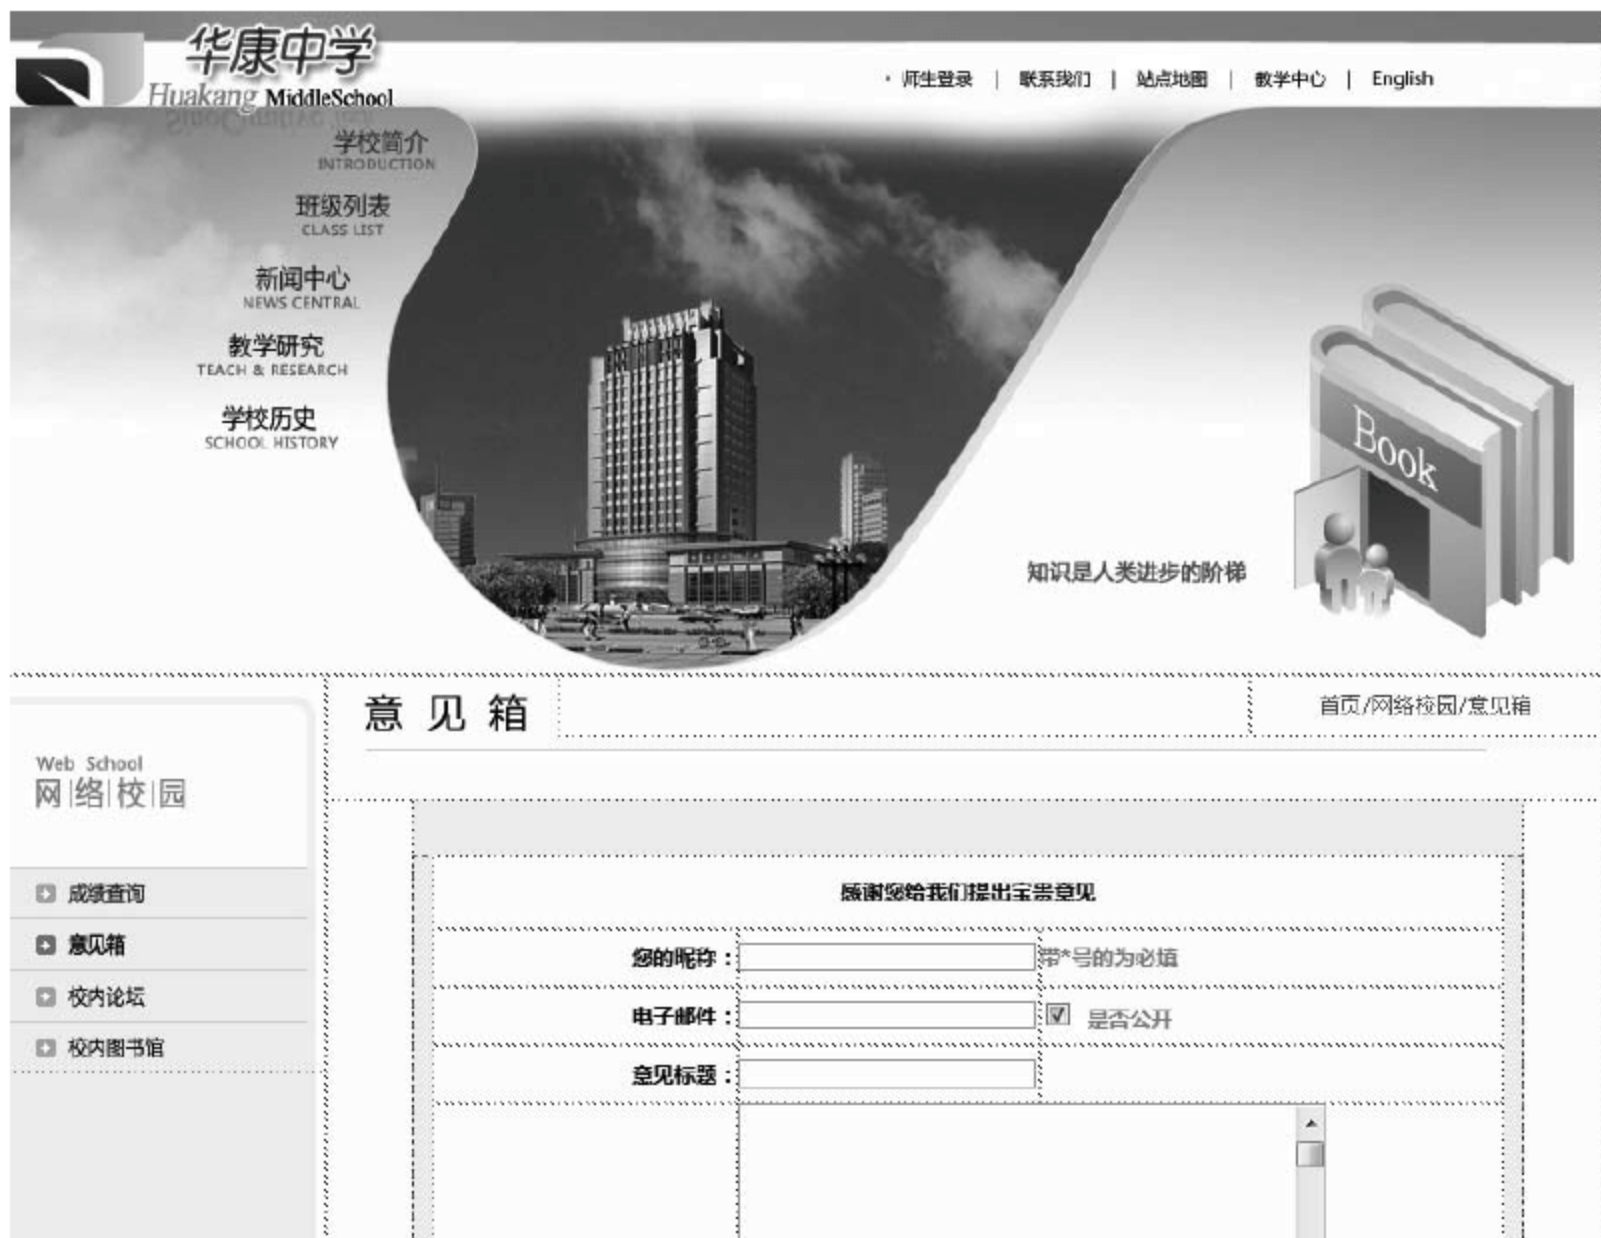 华康中学
Huakang MiddleSchool
· 师生登录 | 联系我们 | 站点地图 | 教学中心 | English
学校简介
INTRODUCTION
班级列表
CLASS LIST
新闻中心
NEWS CENTRAL
教学研究
TEACH & RESEARCH
学校历史
SCHOOL HISTORY
Book
知识是人类进步的阶梯
意见箱
首页/网络校园/意见箱
Web School
网|络|校|园
成绩查询
意见箱
校内论坛
校内图书馆
感谢您给我们提出宝贵意见
您的昵称：
带*号的为必填
电子邮件：
是否公开
意见标题：